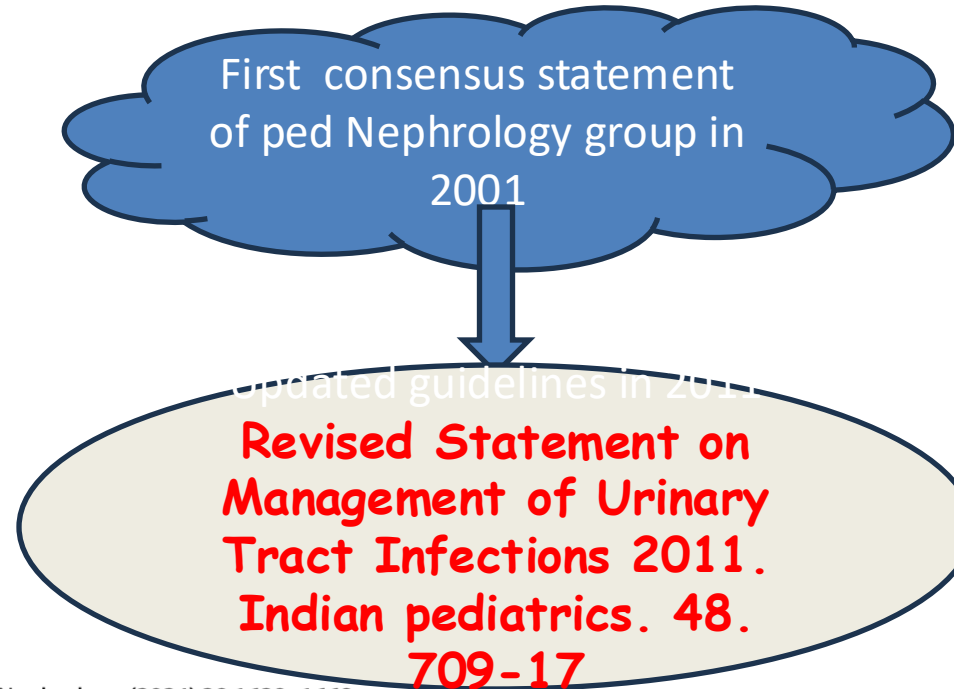 First consensus statement
of ped Nephrology group in
2001
Updated guidelines in 2011
Revised Statement on
Management of Urinary
Tract Infections 2011.
Indian pediatrics. 48.
709-17